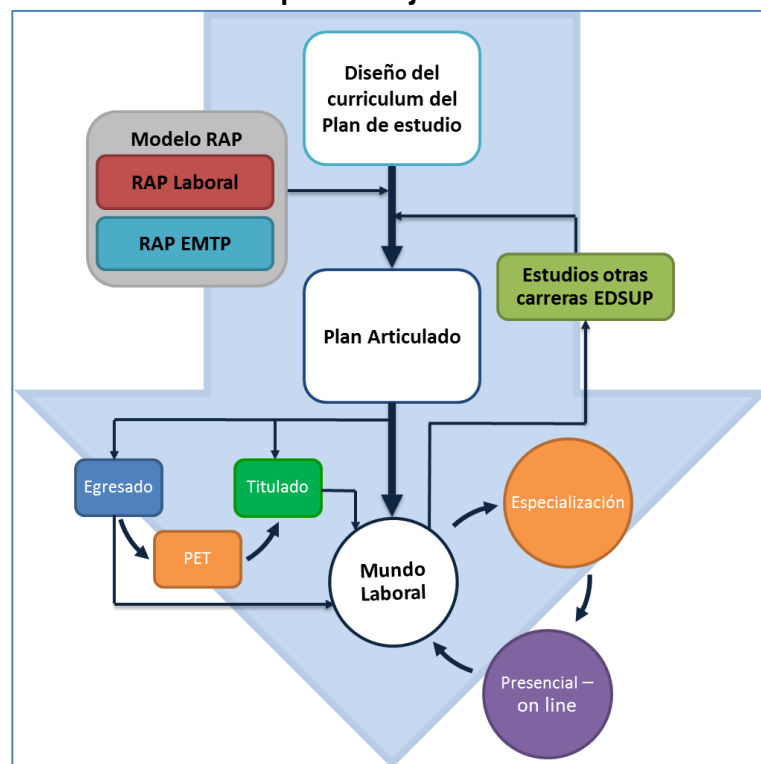 Diseño del
curriculum del
Plan de estudio
Modelo RAP
RAP Laboral
RAP EMTP
Estudios otras
carreras EDSUP
Plan Articulado
Egresado
Titulado
PET
Especialización
Mundo
Laboral
Presencial –
on line